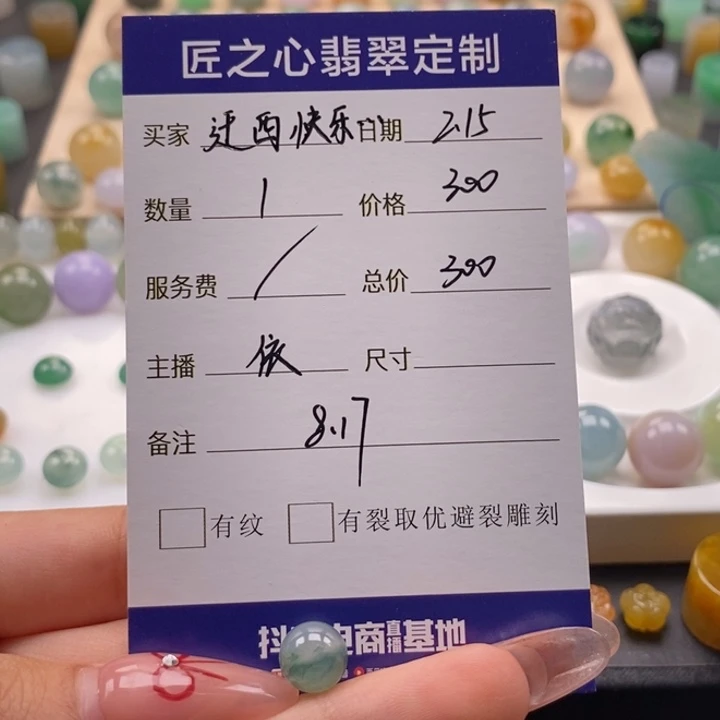 匠之心翡翠定制
买家 迁西快乐... 日期 2.15
数量 1 价格 300
服务费 / 总价 300
主播 依 尺寸
备注 8.17
有纹 有裂取优避裂雕刻
抖 电商直播基地